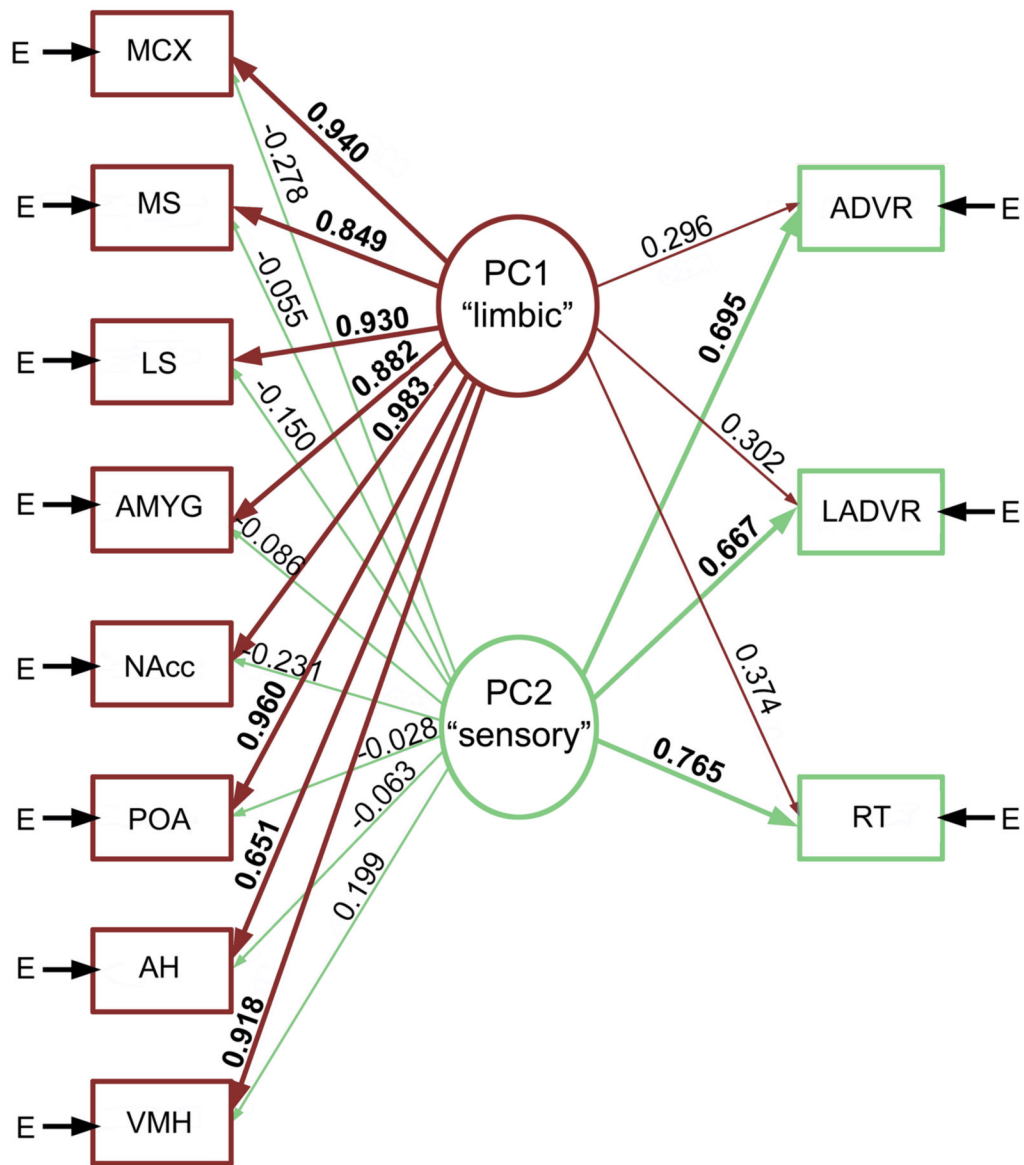 E
MCX
0.940
-0.278
E
MS
0.849
-0.055
E
LS
0.930
-0.150
E
AMYG
0.882
-0.086
E
NAcc
0.983
-0.231
E
POA
0.960
-0.028
E
AH
0.651
-0.063
E
VMH
0.918
0.199
PC1
“limbic”
PC2
“sensory”
0.296
0.695
ADVR
E
0.302
0.667
LADVR
E
0.374
0.765
RT
E